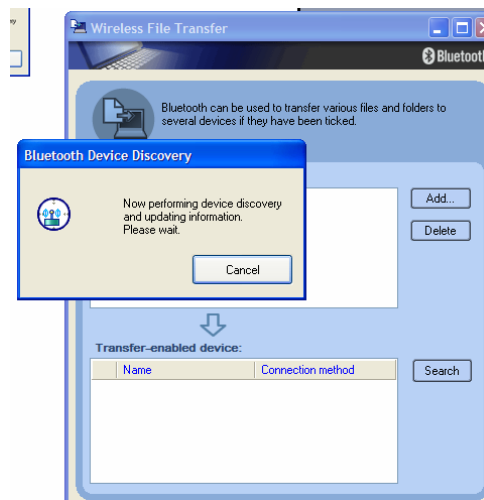 Wireless File Transfer
Bluetooth
Bluetooth can be used to transfer various files and folders to
several devices if they have been ticked.
Bluetooth Device Discovery
Now performing device discovery
and updating information.
Please wait.
Cancel
Add...
Delete
Transfer-enabled device:
Name Connection method
Search